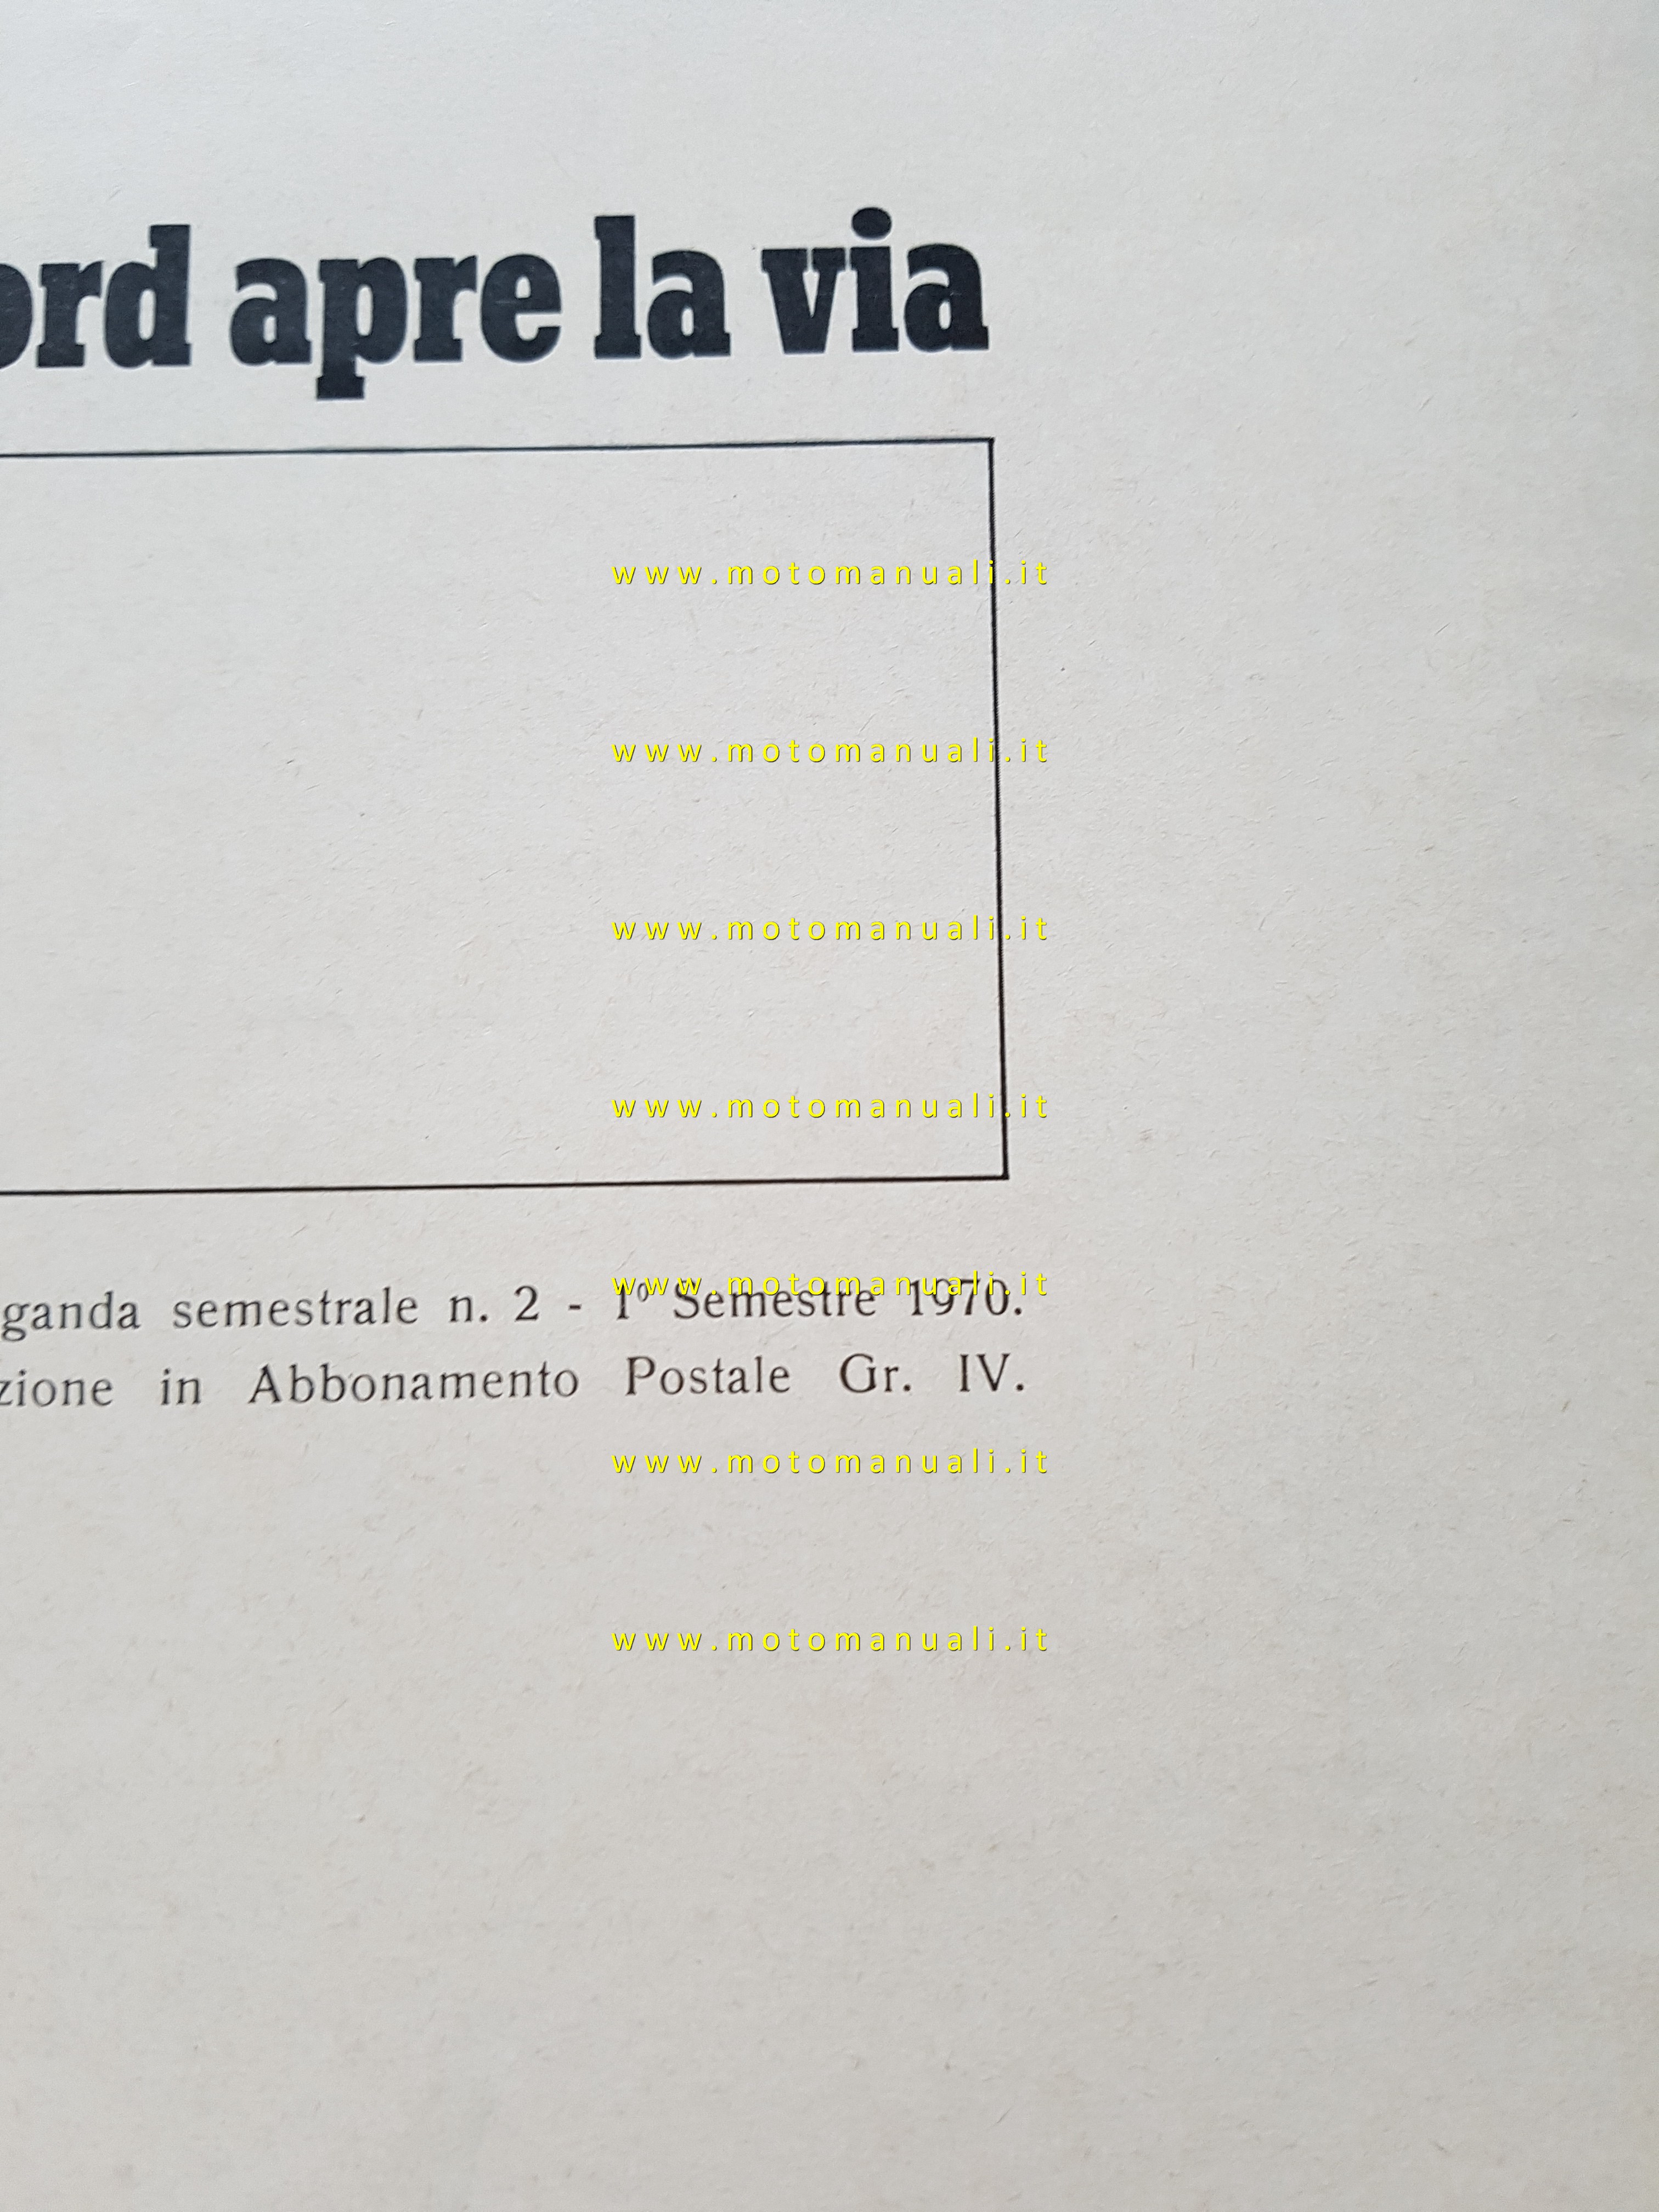 ord apre la via
www.motomanuali.it
www.motomanuali.it
www.motomanuali.it
www.motomanuali.it
www.motomanuali.it
ganda semestrale n. 2 - 1º Semestre 1970.
zione in Abbonamento Postale Gr. IV.
www.motomanuali.it
www.motomanuali.it